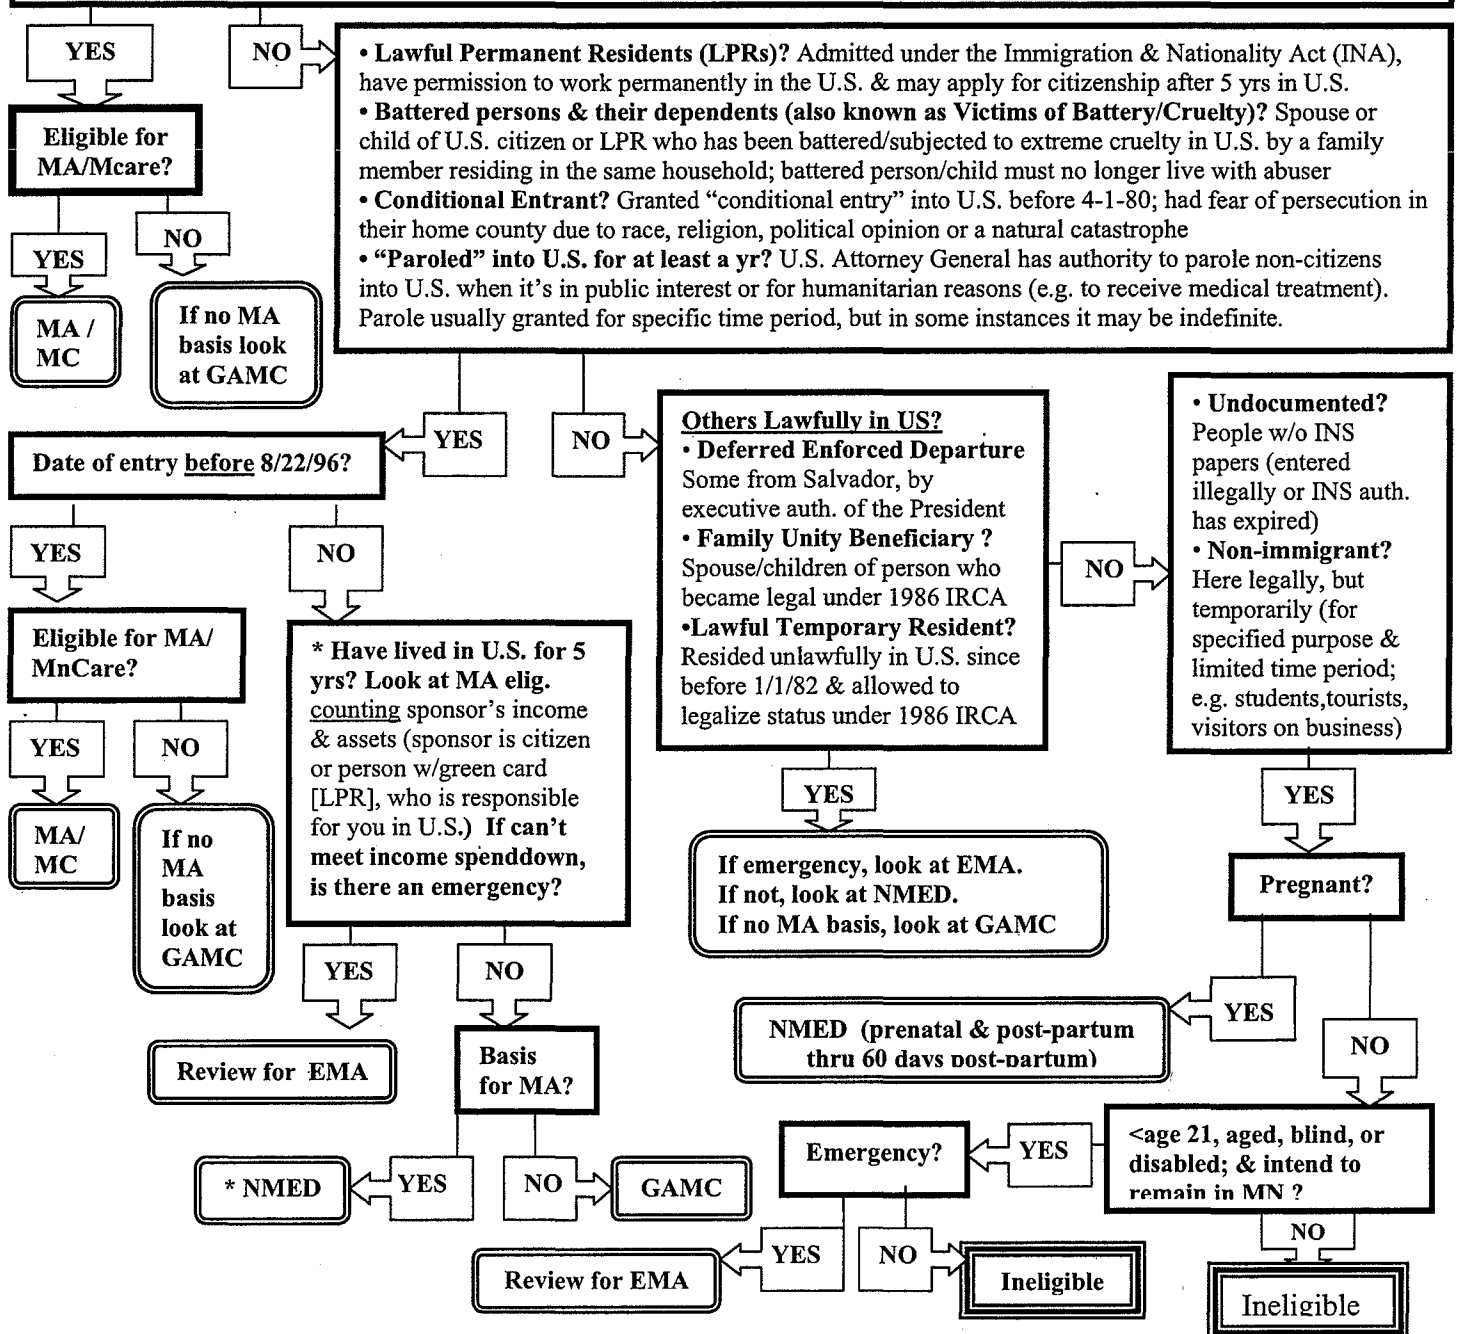 YES
NO
• Lawful Permanent Residents (LPRs)? Admitted under the Immigration & Nationality Act (INA),
have permission to work permanently in the U.S. & may apply for citizenship after 5 yrs in U.S.
• Battered persons & their dependents (also known as Victims of Battery/Cruelty)? Spouse or
child of U.S. citizen or LPR who has been battered/subjected to extreme cruelty in U.S. by a family
member residing in the same household; battered person/child must no longer live with abuser
• Conditional Entrant? Granted “conditional entry” into U.S. before 4-1-80; had fear of persecution in
their home county due to race, religion, political opinion or a natural catastrophe
• “Paroled” into U.S. for at least a yr? U.S. Attorney General has authority to parole non-citizens
into U.S. when it’s in public interest or for humanitarian reasons (e.g. to receive medical treatment).
Parole usually granted for specific time period, but in some instances it may be indefinite.
Eligible for
MA/Mcare?
YES
NO
MA /
MC
If no MA
basis look
at GAMC
YES
NO
Date of entry before 8/22/96?
YES
NO
Eligible for MA/
MnCare?
YES
NO
MA/
MC
If no
MA
basis
look at
GAMC
* Have lived in U.S. for 5
yrs? Look at MA elig.
counting sponsor’s income
& assets (sponsor is citizen
or person w/green card
[LPR], who is responsible
for you in U.S.) If can’t
meet income spenddown,
is there an emergency?
YES
NO
Review for EMA
Basis
for MA?
YES
NO
* NMED
GAMC
Others Lawfully in US?
• Deferred Enforced Departure
Some from Salvador, by
executive auth. of the President
• Family Unity Beneficiary ?
Spouse/children of person who
became legal under 1986 IRCA
•Lawful Temporary Resident?
Resided unlawfully in U.S. since
before 1/1/82 & allowed to
legalize status under 1986 IRCA
NO
YES
If emergency, look at EMA.
If not, look at NMED.
If no MA basis, look at GAMC
• Undocumented?
People w/o INS
papers (entered
illegally or INS auth.
has expired)
• Non-immigrant?
Here legally, but
temporarily (for
specified purpose &
limited time period;
e.g. students,tourists,
visitors on business)
YES
Pregnant?
YES
NO
NMED (prenatal & post-partum
thru 60 days post-partum)
<age 21, aged, blind, or
disabled; & intend to
remain in MN ?
YES
NO
Emergency?
YES
NO
Review for EMA
Ineligible
Ineligible